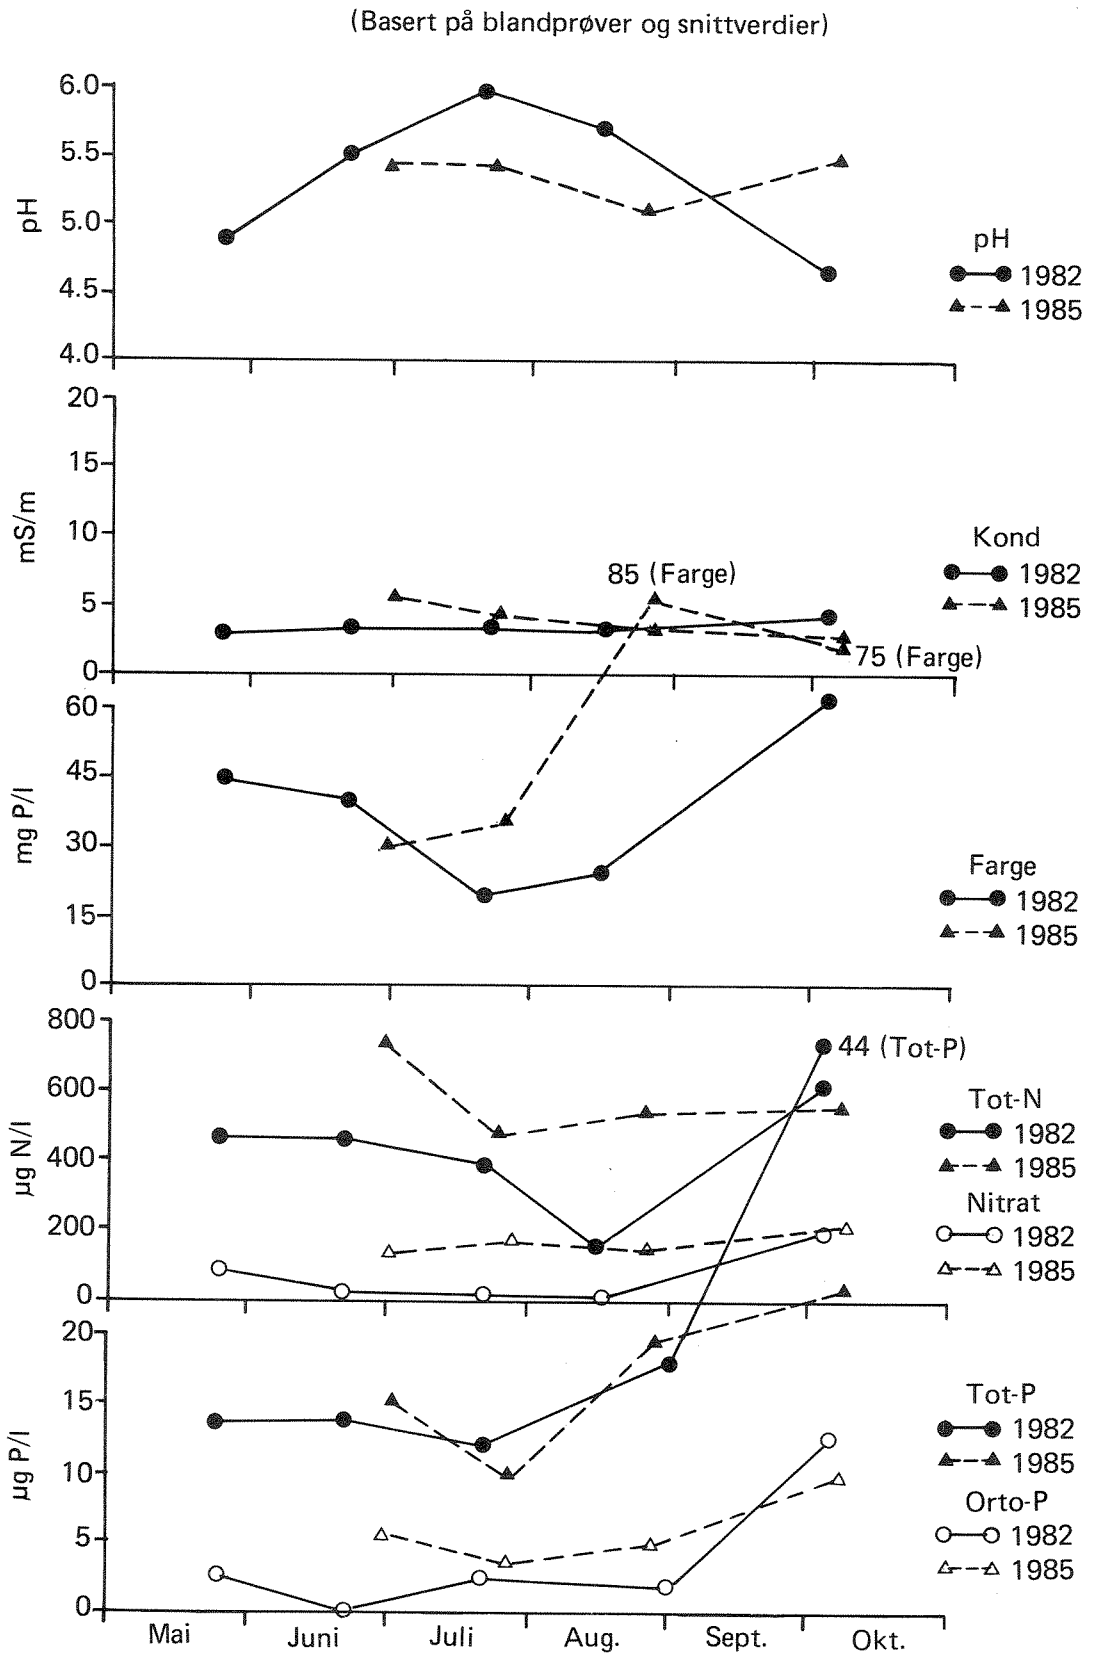 (Basert på blandprøver og snittverdier)
6.0
5.5
5.0
4.5
4.0
pH
pH
1982
1985
20
15
10
5
0
mS/m
85 (Farge)
75 (Farge)
Kond
1982
1985
60
45
30
15
0
mg P/l
Farge
1982
1985
800
600
400
200
0
µg N/l
44 (Tot-P)
Tot-N
1982
1985
Nitrat
1982
1985
20
15
10
5
0
µg P/l
Tot-P
1982
1985
Orto-P
1982
1985
Mai Juni Juli Aug. Sept. Okt.